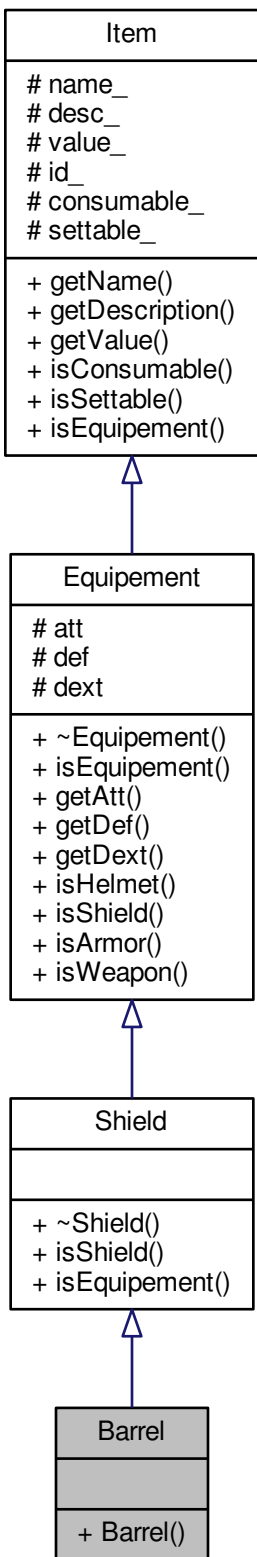 Item
# name_
# desc_
# value_
# id_
# consumable_
# settable_
+ getName()
+ getDescription()
+ getValue()
+ isConsumable()
+ isSettable()
+ isEquipement()
Equipement
# att
# def
# dext
+ ~Equipement()
+ isEquipement()
+ getAtt()
+ getDef()
+ getDext()
+ isHelmet()
+ isShield()
+ isArmor()
+ isWeapon()
Shield
+ ~Shield()
+ isShield()
+ isEquipement()
Barrel
+ Barrel()